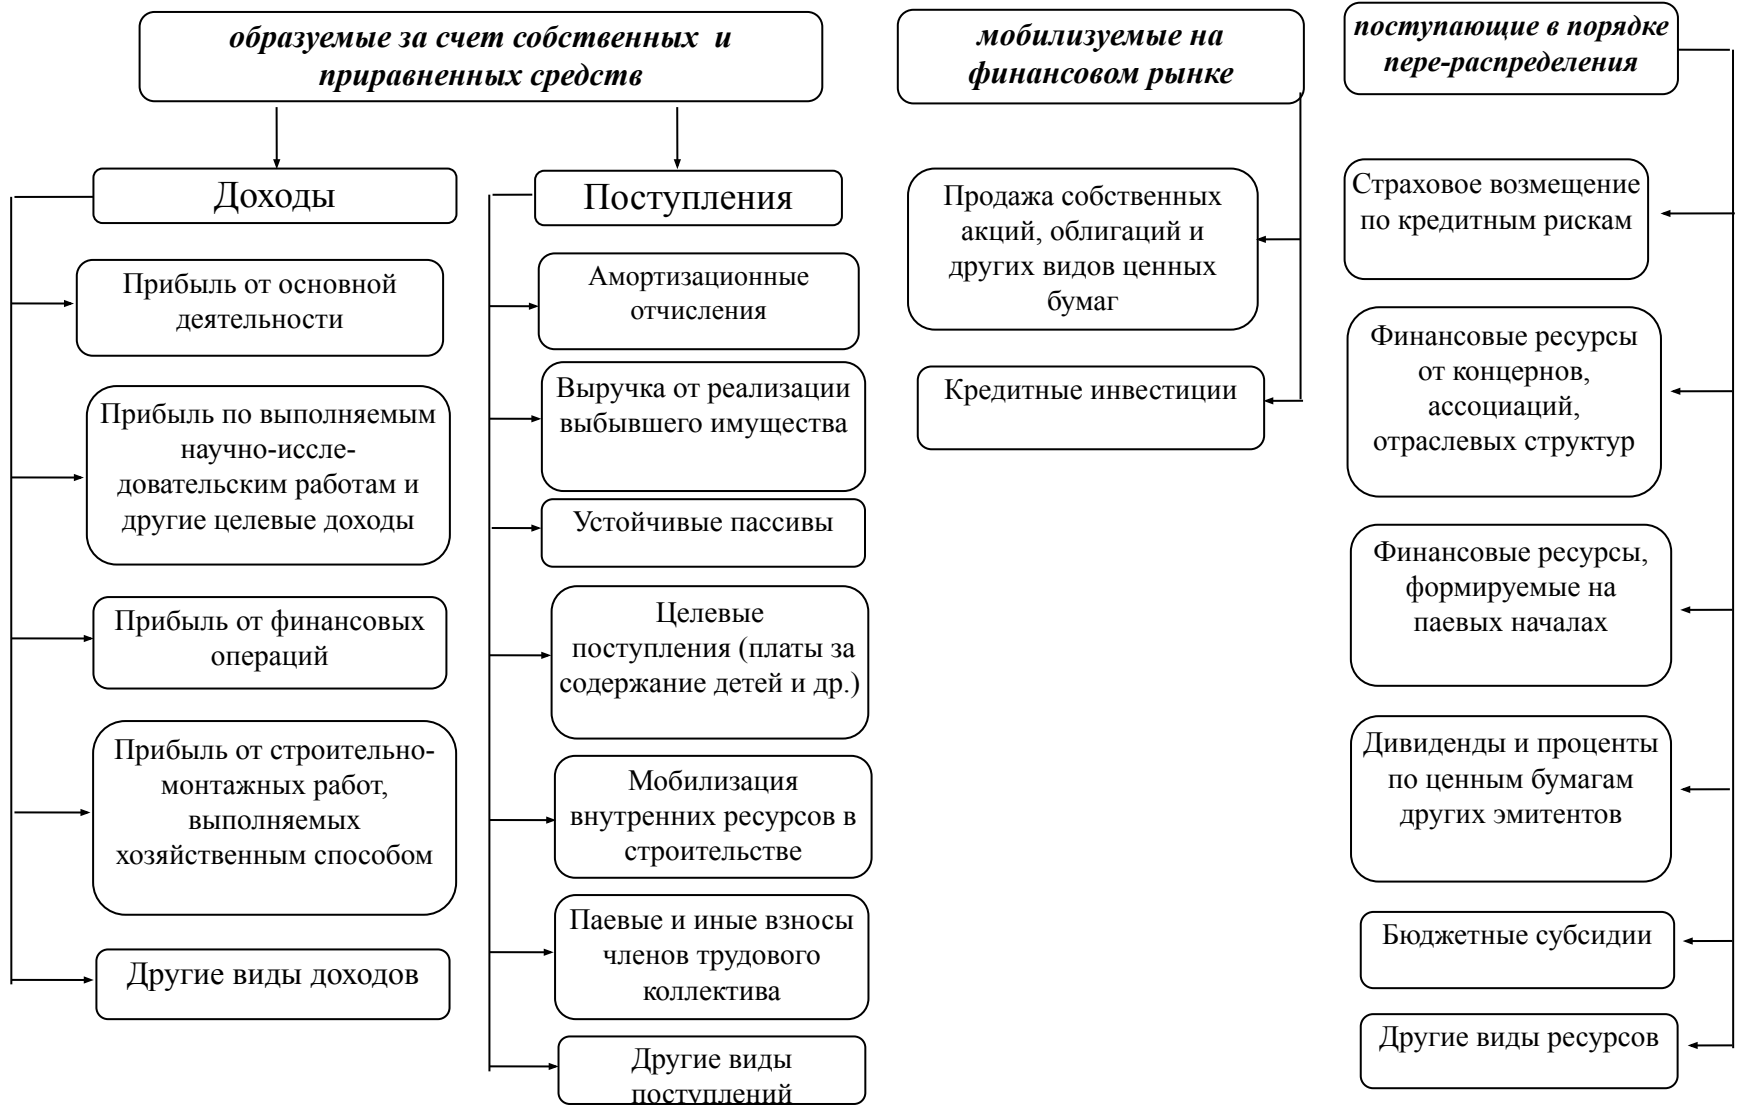 образуемые за счет собственных и
приравненных средств
Доходы
Прибыль от основной
деятельности
Прибыль по выполняемым
научно-иссле-
довательским работам и
другие целевые доходы
Прибыль от финансовых
операций
Прибыль от строительно-
монтажных работ,
выполняемых
хозяйственным способом
Другие виды доходов
Поступления
Амортизационные
отчисления
Выручка от реализации
выбывшего имущества
Устойчивые пассивы
Целевые
поступления (платы за
содержание детей и др.)
Мобилизация
внутренних ресурсов в
строительстве
Паевые и иные взносы
членов трудового
коллектива
Другие виды
поступлений
мобилизуемые на
финансовом рынке
Продажа собственных
акций, облигаций и
других видов ценных
бумаг
Кредитные инвестиции
поступающие в порядке
пере-распределения
Страховое возмещение
по кредитным рискам
Финансовые ресурсы
от концернов,
ассоциаций,
отраслевых структур
Финансовые ресурсы,
формируемые на
паевых началах
Дивиденды и проценты
по ценным бумагам
других эмитентов
Бюджетные субсидии
Другие виды ресурсов